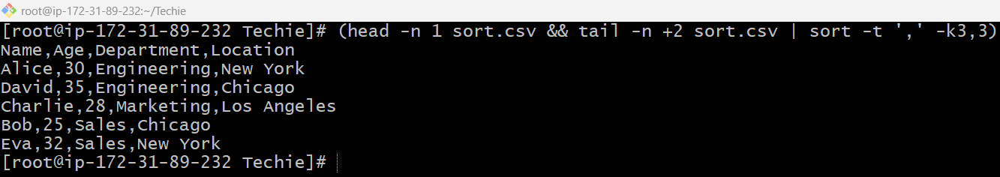 root@ip-172-31-89-232:~/Techie
[root@ip-172-31-89-232 Techie]# (head -n 1 sort.csv && tail -n +2 sort.csv | sort -t ',' -k3,3)
Name,Age,Department,Location
Alice,30,Engineering,New York
David,35,Engineering,Chicago
Charlie,28,Marketing,Los Angeles
Bob,25,Sales,Chicago
Eva,32,Sales,New York
[root@ip-172-31-89-232 Techie]#